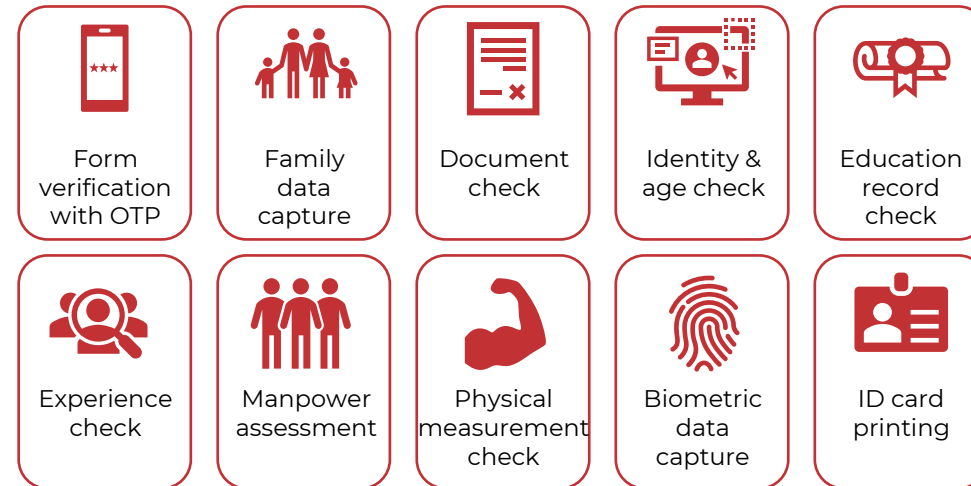 Form
verification
with OTP
Family
data
capture
Document
check
Identity &
age check
Education
record
check
Experience
check
Manpower
assessment
Physical
measurement
check
Biometric
data
capture
ID card
printing